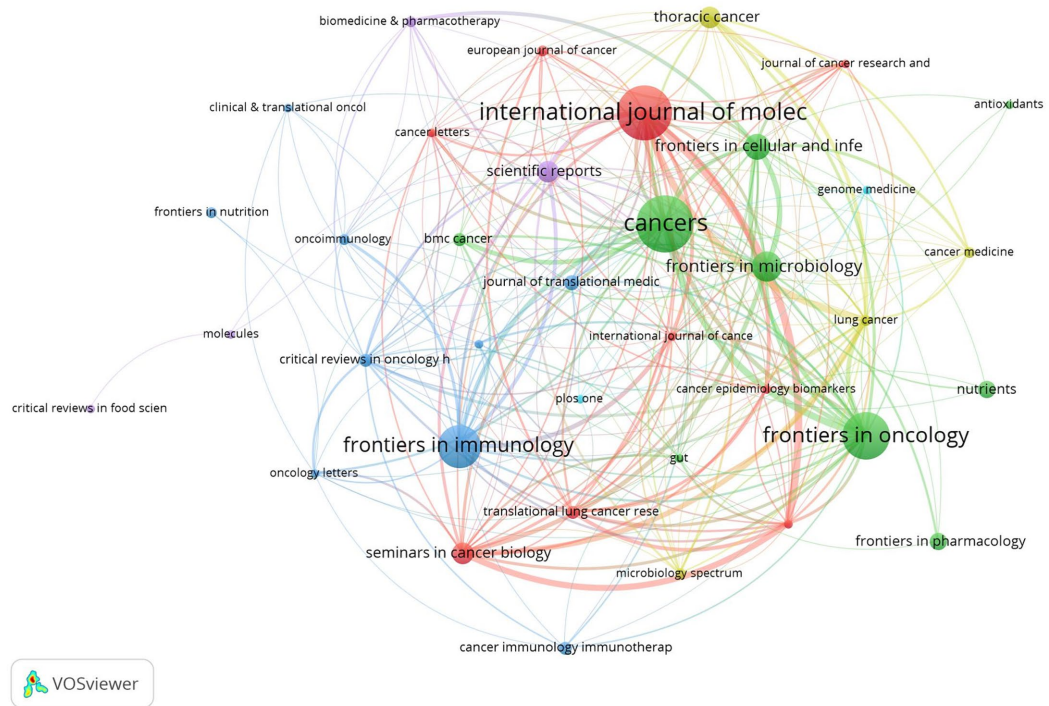 biomedicine & pharmacotherapy
thoracic cancer
european journal of cancer
journal of cancer research and
clinical & translational oncol
international journal of molec
antioxidants
cancer letters
frontiers in cellular and infe
scientific reports
genome medicine
frontiers in nutrition
cancers
oncoimmunology
bmc cancer
cancer medicine
frontiers in microbiology
journal of translational medic
lung cancer
molecules
international journal of cance
critical reviews in oncology h
cancer epidemiology biomarkers
nutrients
plos one
critical reviews in food scien
frontiers in oncology
frontiers in immunology
gut
oncology letters
translational lung cancer rese
frontiers in pharmacology
seminars in cancer biology
microbiology spectrum
cancer immunology immunotherap
VOSviewer